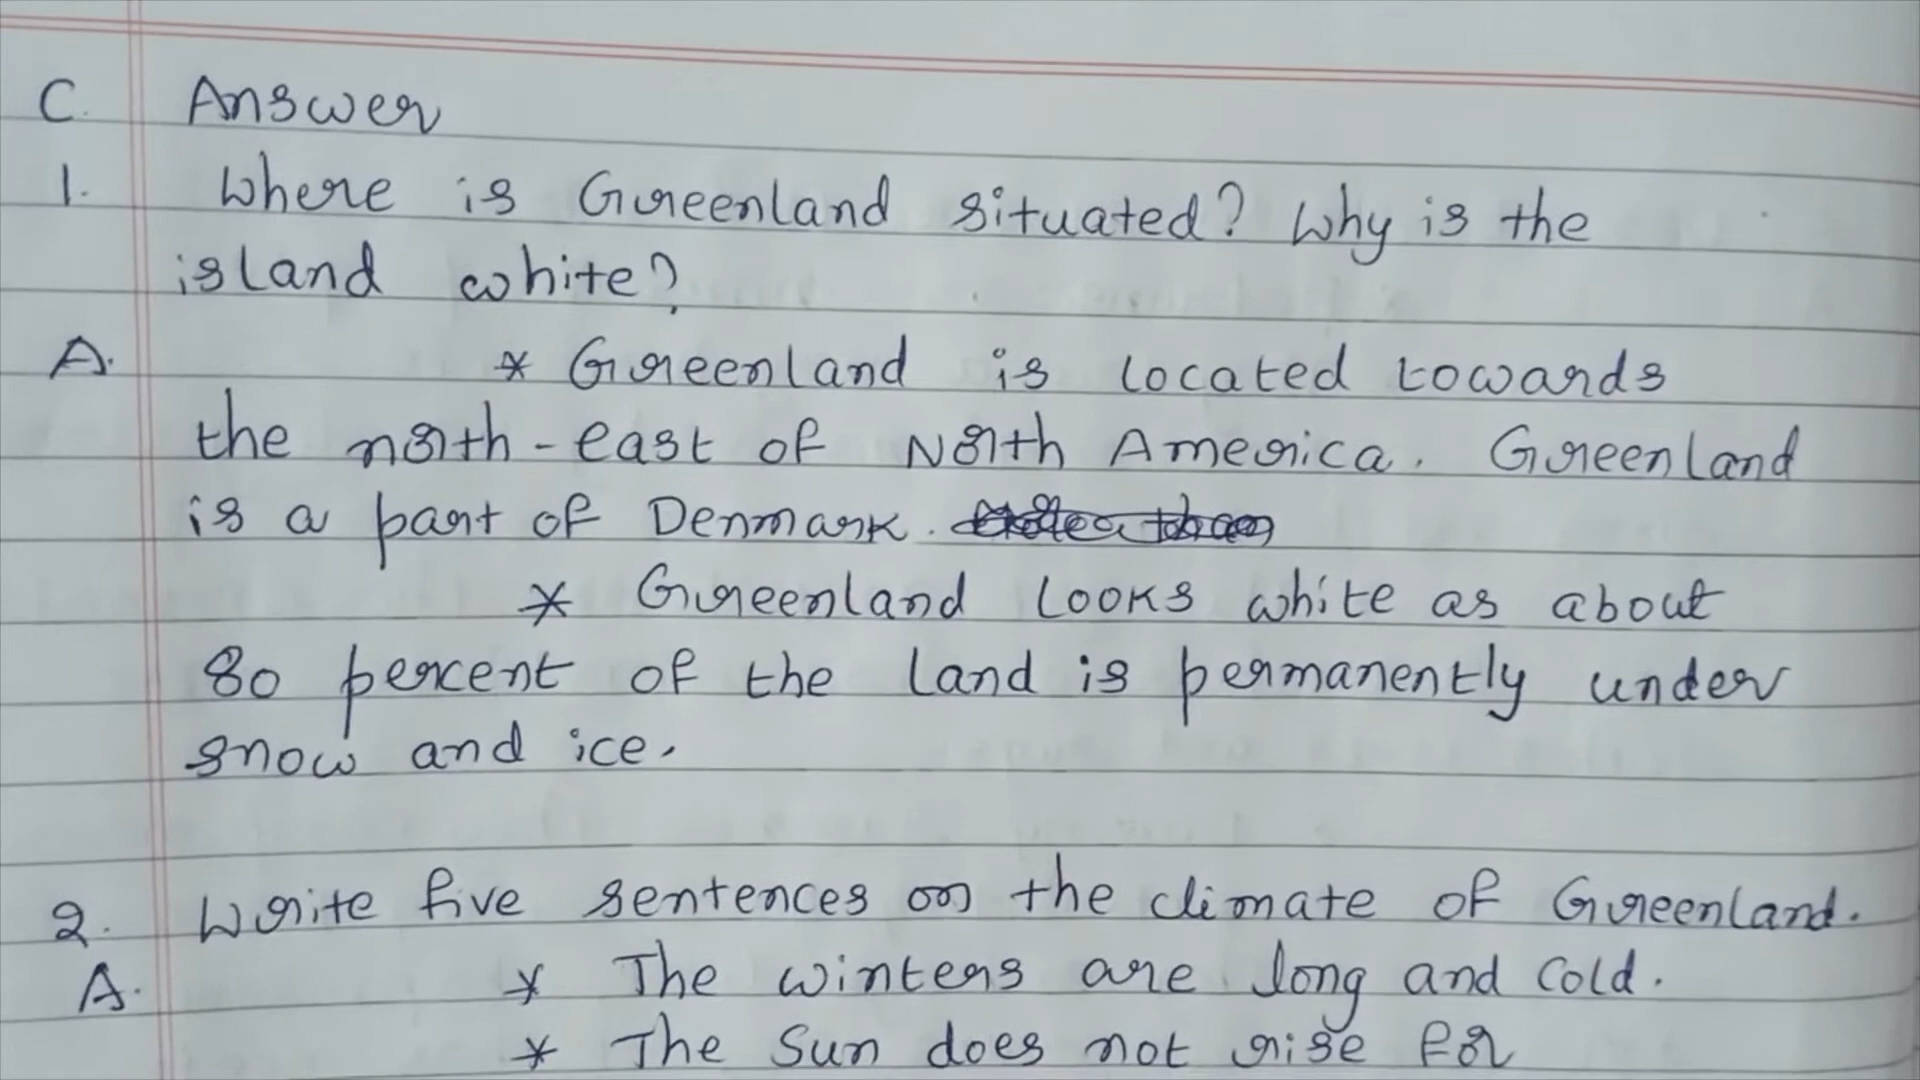 C. Answer
1. Where is Greenland situated? Why is the
island white?
A. * Greenland is located towards
the north-east of North America. Greenland
is a part of Denmark.
* Greenland looks white as about
80 percent of the land is permanently under
snow and ice.
2. Write five sentences on the climate of Greenland.
A. * The winters are long and cold.
* The Sun does not rise for